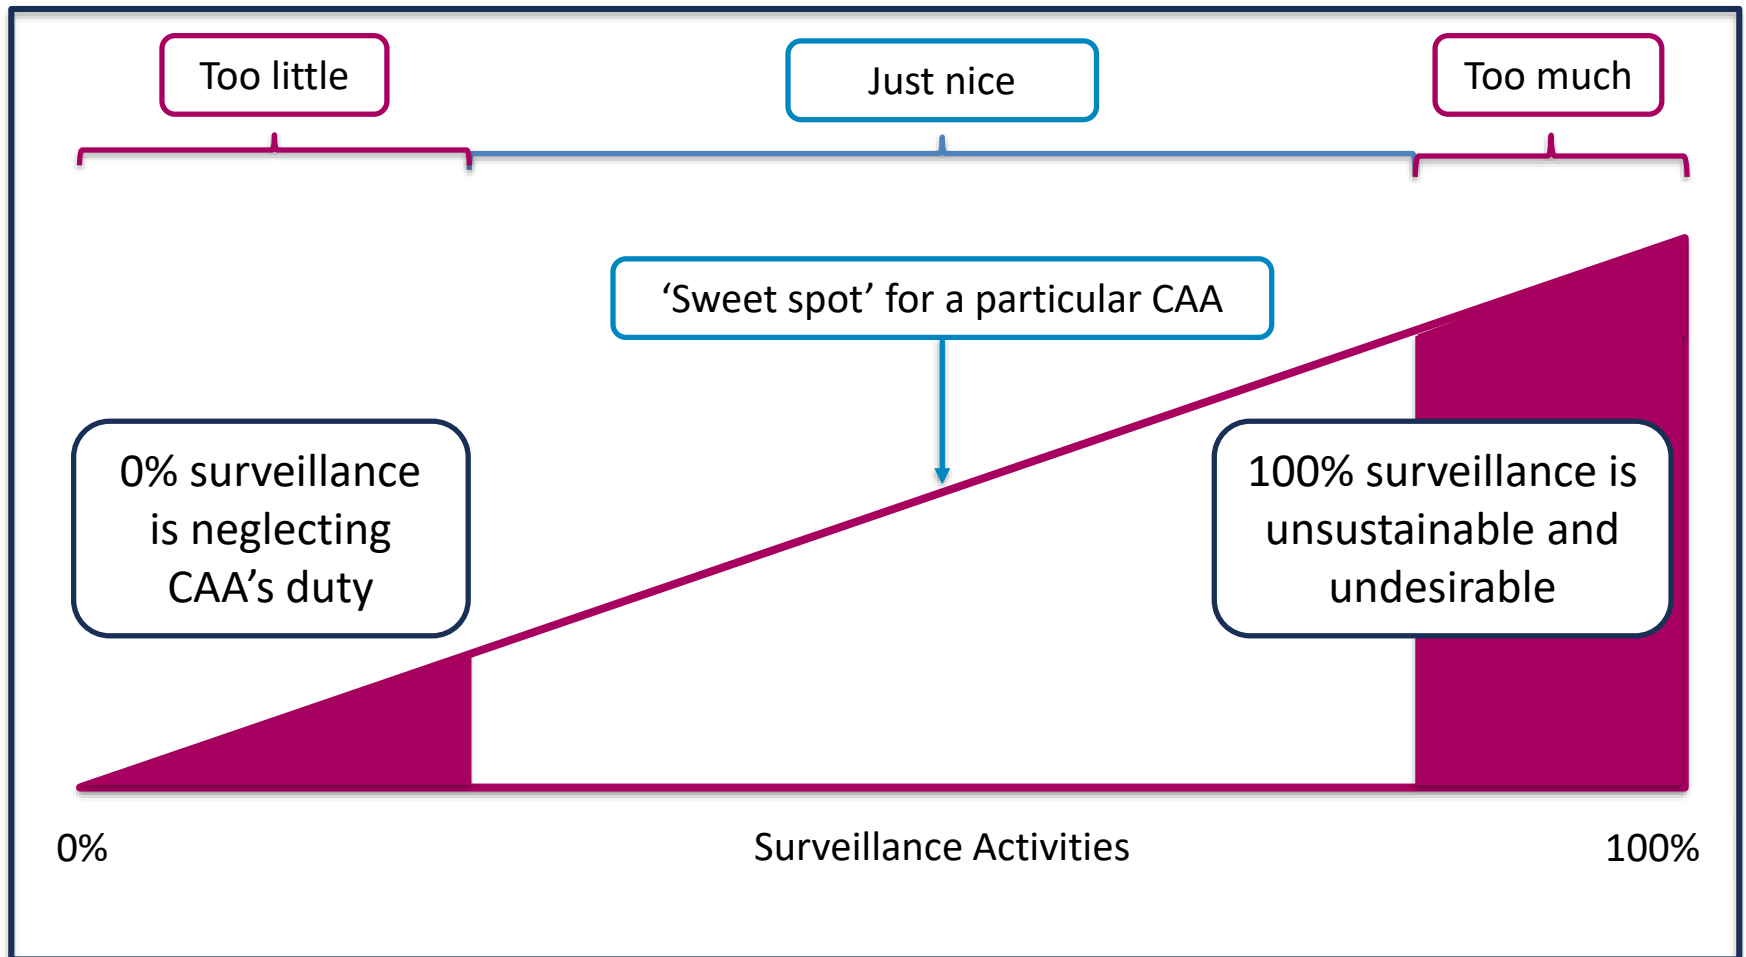 Too little
Just nice
Too much
‘Sweet spot’ for a particular CAA
0% surveillance
is neglecting
CAA’s duty
100% surveillance is
unsustainable and
undesirable
0%
Surveillance Activities
100%